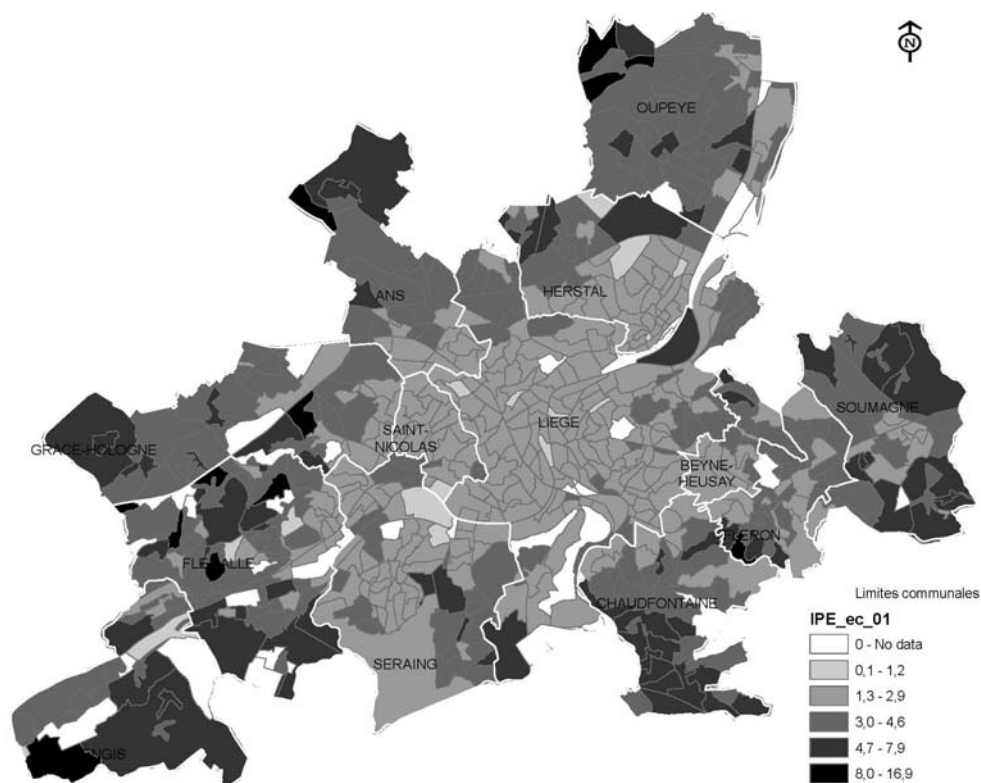 N
OUPEYE
HERSTAL
ANS
SOUMAGNE
SAINT-
NICOLAS
LIEGE
GRACE-HOLOGNE
BEYNE-
HEUSAY
FLERON
FLEMALLE
CHAUDFONTAINE
SERAING
ENGIS
Limites communales
IPE_ec_01
0 - No data
0,1 - 1,2
1,3 - 2,9
3,0 - 4,6
4,7 - 7,9
8,0 - 16,9